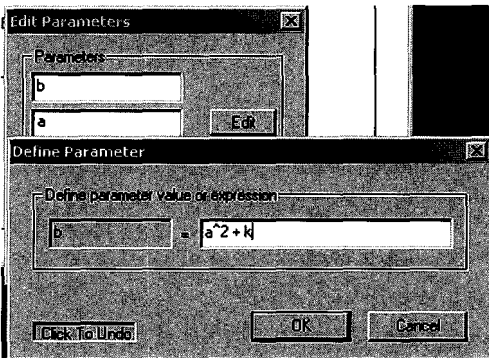 Edit Parameters
Parameters
b
a
Edit
Define Parameter
Define parameter value or expression
b = a^2 + k
Click To Undo
OK
Cancel